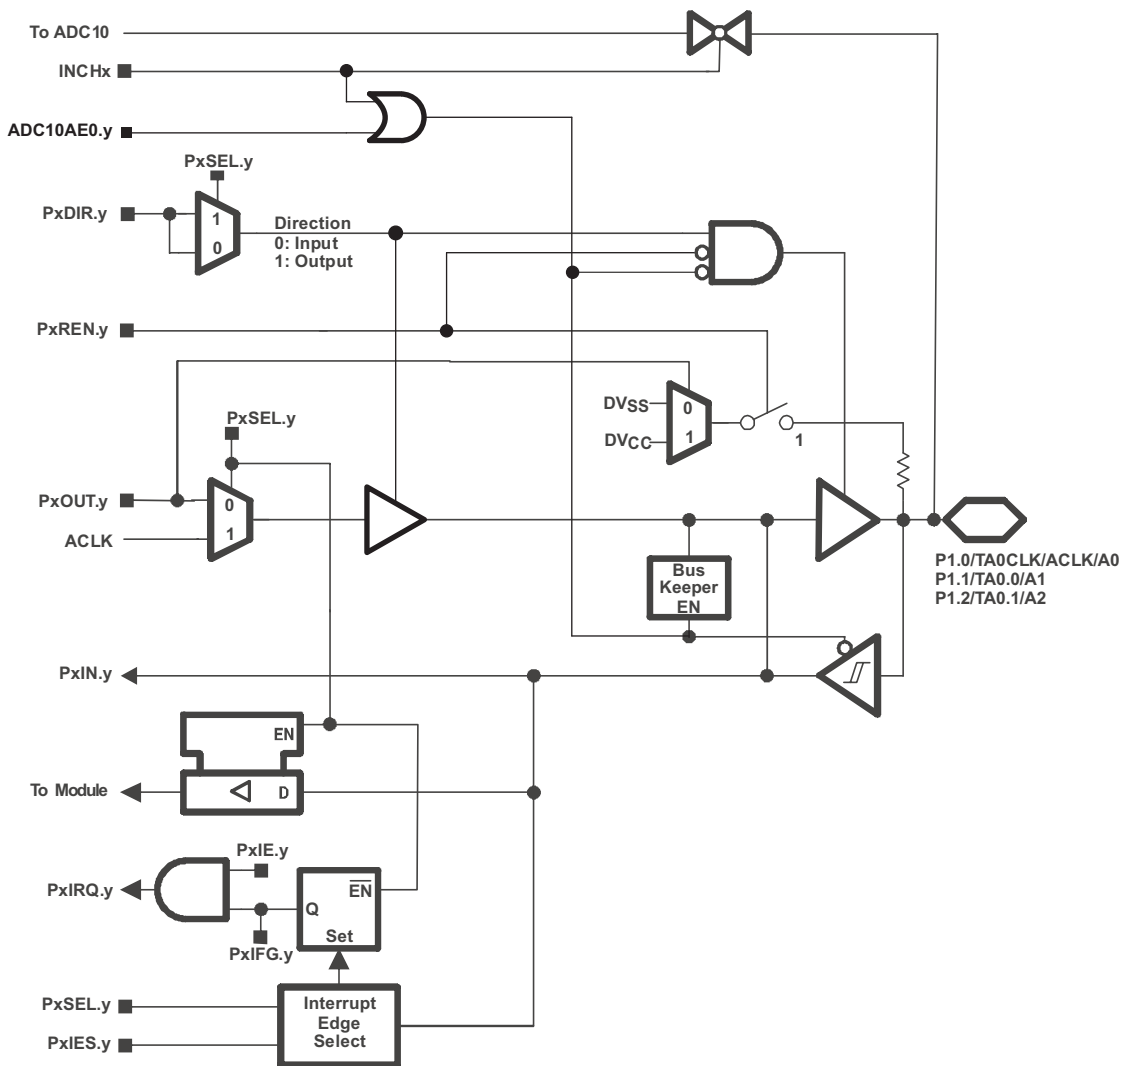 To ADC10
INCHx
ADC10AE0.y
PxSEL.y
PxDIR.y
1
0
Direction
0: Input
1: Output
PxREN.y
DVSS
0
DVCC
1
1
PxSEL.y
PxOUT.y
0
ACLK
1
Bus
Keeper
EN
P1.0/TA0CLK/ACLK/A0
P1.1/TA0.0/A1
P1.2/TA0.1/A2
PxIN.y
EN
To Module
D
PxIE.y
PxIRQ.y
EN
Q
Set
PxIFG.y
PxSEL.y
PxIES.y
Interrupt
Edge
Select